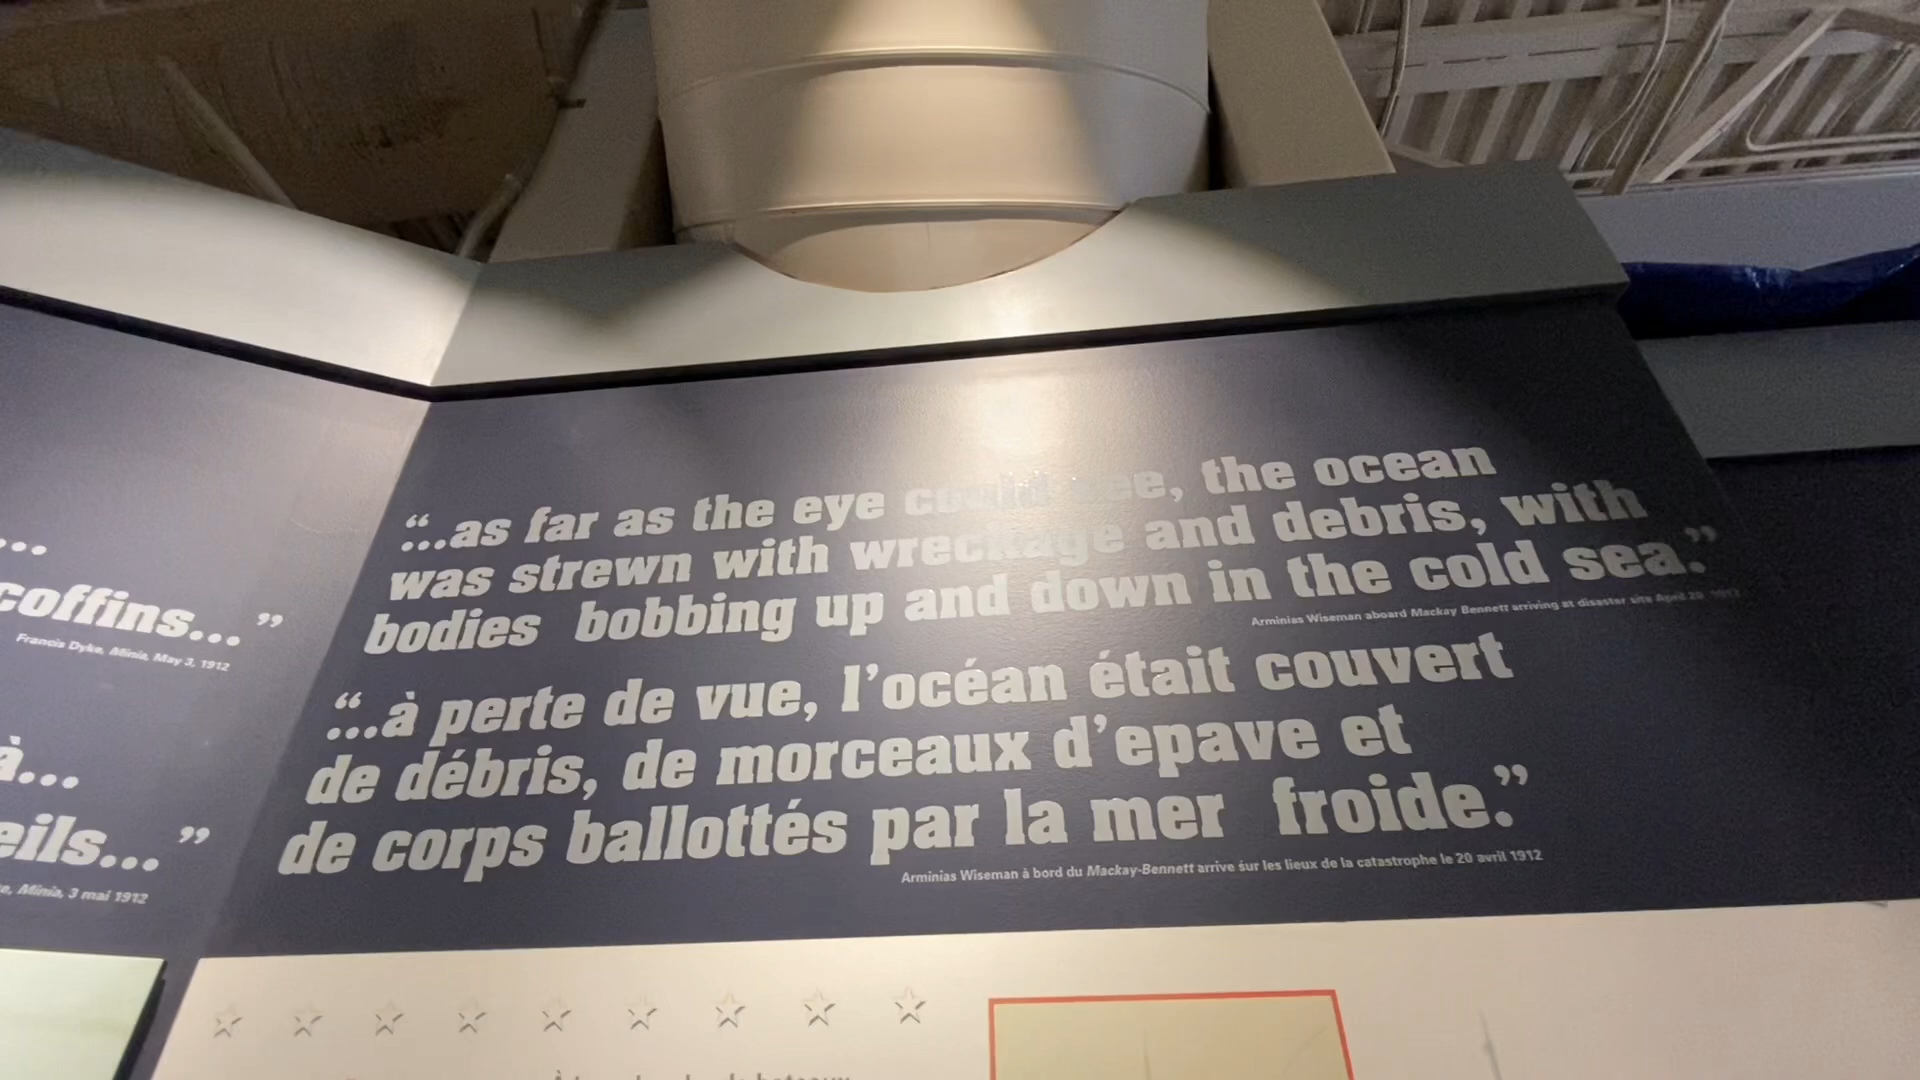 ...
coffins...”
Francis Dyke, Minia, May 3, 1912
à...
eils...”
e, Minia, 3 mai 1912
“...as far as the eye could see, the ocean
was strewn with wreckage and debris, with
bodies bobbing up and down in the cold sea.”
Arminias Wiseman aboard Mackay Bennett arriving at disaster site April 20 1912
“...à perte de vue, l’océan était couvert
de débris, de morceaux d’epave et
de corps ballottés par la mer froide.”
Arminias Wiseman à bord du Mackay-Bennett arrive sur les lieux de la catastrophe le 20 avril 1912